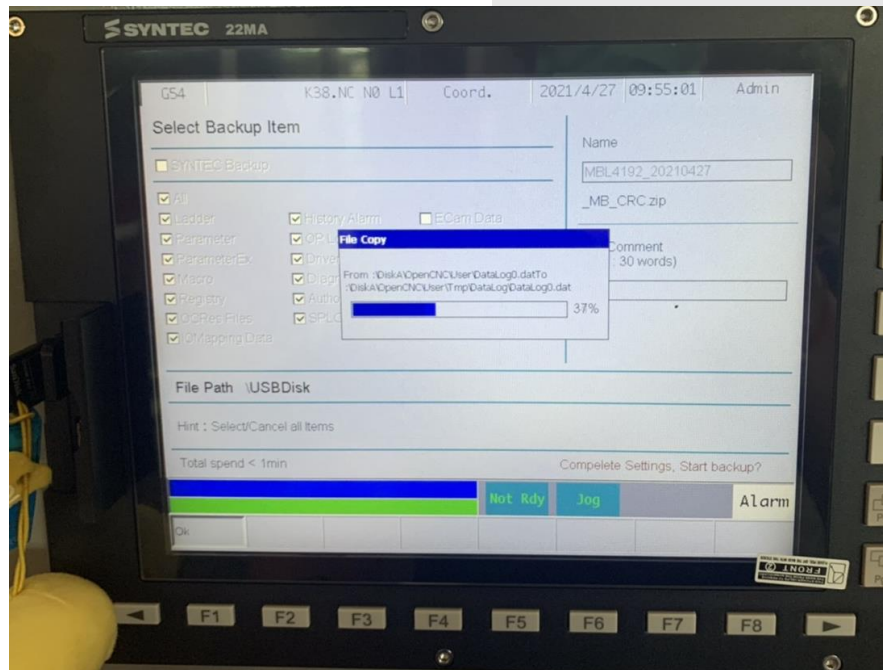 SYNTEC 22MA
G54 K38.NC N0 L1 Coord. 2021/4/27 09:55:01 Admin
Select Backup Item
SYNTEC Backup
All
Ladder History Alarm ECam Data
Parameter
ParameterEx
Macro
Registry
OCRes Files
IOMapping Data
Name
MBL4192_20210427
_MB_CRC.zip
30 words)
File Copy
From :\DiskA\OpenCNC\User\DataLog0.datTo
:\DiskA\OpenCNC\User\Tmp\DataLog\DataLog0.dat
37%
File Path \USBDisk
Hint : Select/Cancel all Items
Total spend < 1min Compelete Settings, Start backup?
Not Rdy Jog Alarm
Ok
FRONT
F1 F2 F3 F4 F5 F6 F7 F8